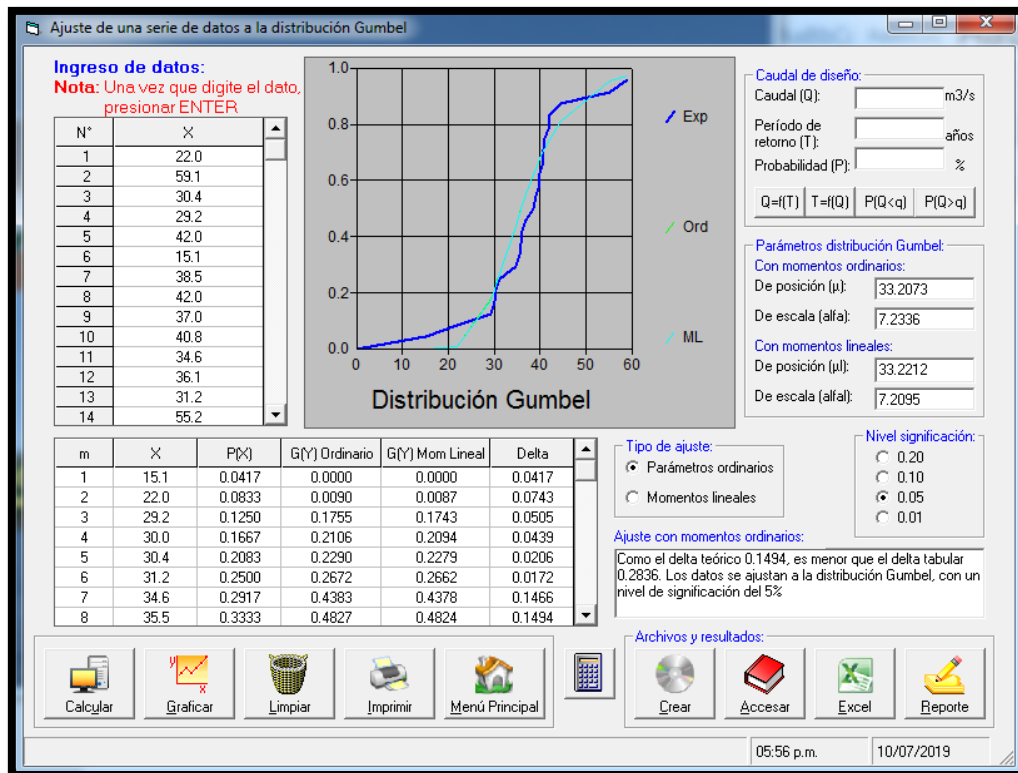 Ajuste de una serie de datos a la distribución Gumbel
Ingreso de datos:
Nota: Una vez que digite el dato,
presionar ENTER
N° X
1 22.0
2 59.1
3 30.4
4 29.2
5 42.0
6 15.1
7 38.5
8 42.0
9 37.0
10 40.8
11 34.6
12 36.1
13 31.2
14 55.2
1.0
0.8
0.6
0.4
0.2
0.0
0 10 20 30 40 50 60
Exp
Ord
ML
Distribución Gumbel
Caudal de diseño:
Caudal (Q): m3/s
Período de
retorno (T): años
Probabilidad (P): %
Q=f(T) T=f(Q) P(Q<q) P(Q>q)
Parámetros distribución Gumbel:
Con momentos ordinarios:
De posición (µ): 33.2073
De escala (alfa): 7.2336
Con momentos lineales:
De posición (µl): 33.2212
De escala (alfal): 7.2095
m X P(X) G(Y) Ordinario G(Y) Mom Lineal Delta
1 15.1 0.0417 0.0000 0.0000 0.0417
2 22.0 0.0833 0.0090 0.0087 0.0743
3 29.2 0.1250 0.1755 0.1743 0.0505
4 30.0 0.1667 0.2106 0.2094 0.0439
5 30.4 0.2083 0.2290 0.2279 0.0206
6 31.2 0.2500 0.2672 0.2662 0.0172
7 34.6 0.2917 0.4383 0.4378 0.1466
8 35.5 0.3333 0.4827 0.4824 0.1494
Tipo de ajuste:
Parámetros ordinarios
Momentos lineales
Nivel significación:
0.20
0.10
0.05
0.01
Ajuste con momentos ordinarios:
Como el delta teórico 0.1494, es menor que el delta tabular
0.2836. Los datos se ajustan a la distribución Gumbel, con un
nivel de significación del 5%
Calcular Graficar Limpiar Imprimir Menú Principal
Archivos y resultados:
Crear Accesar Excel Reporte
05:56 p.m. 10/07/2019